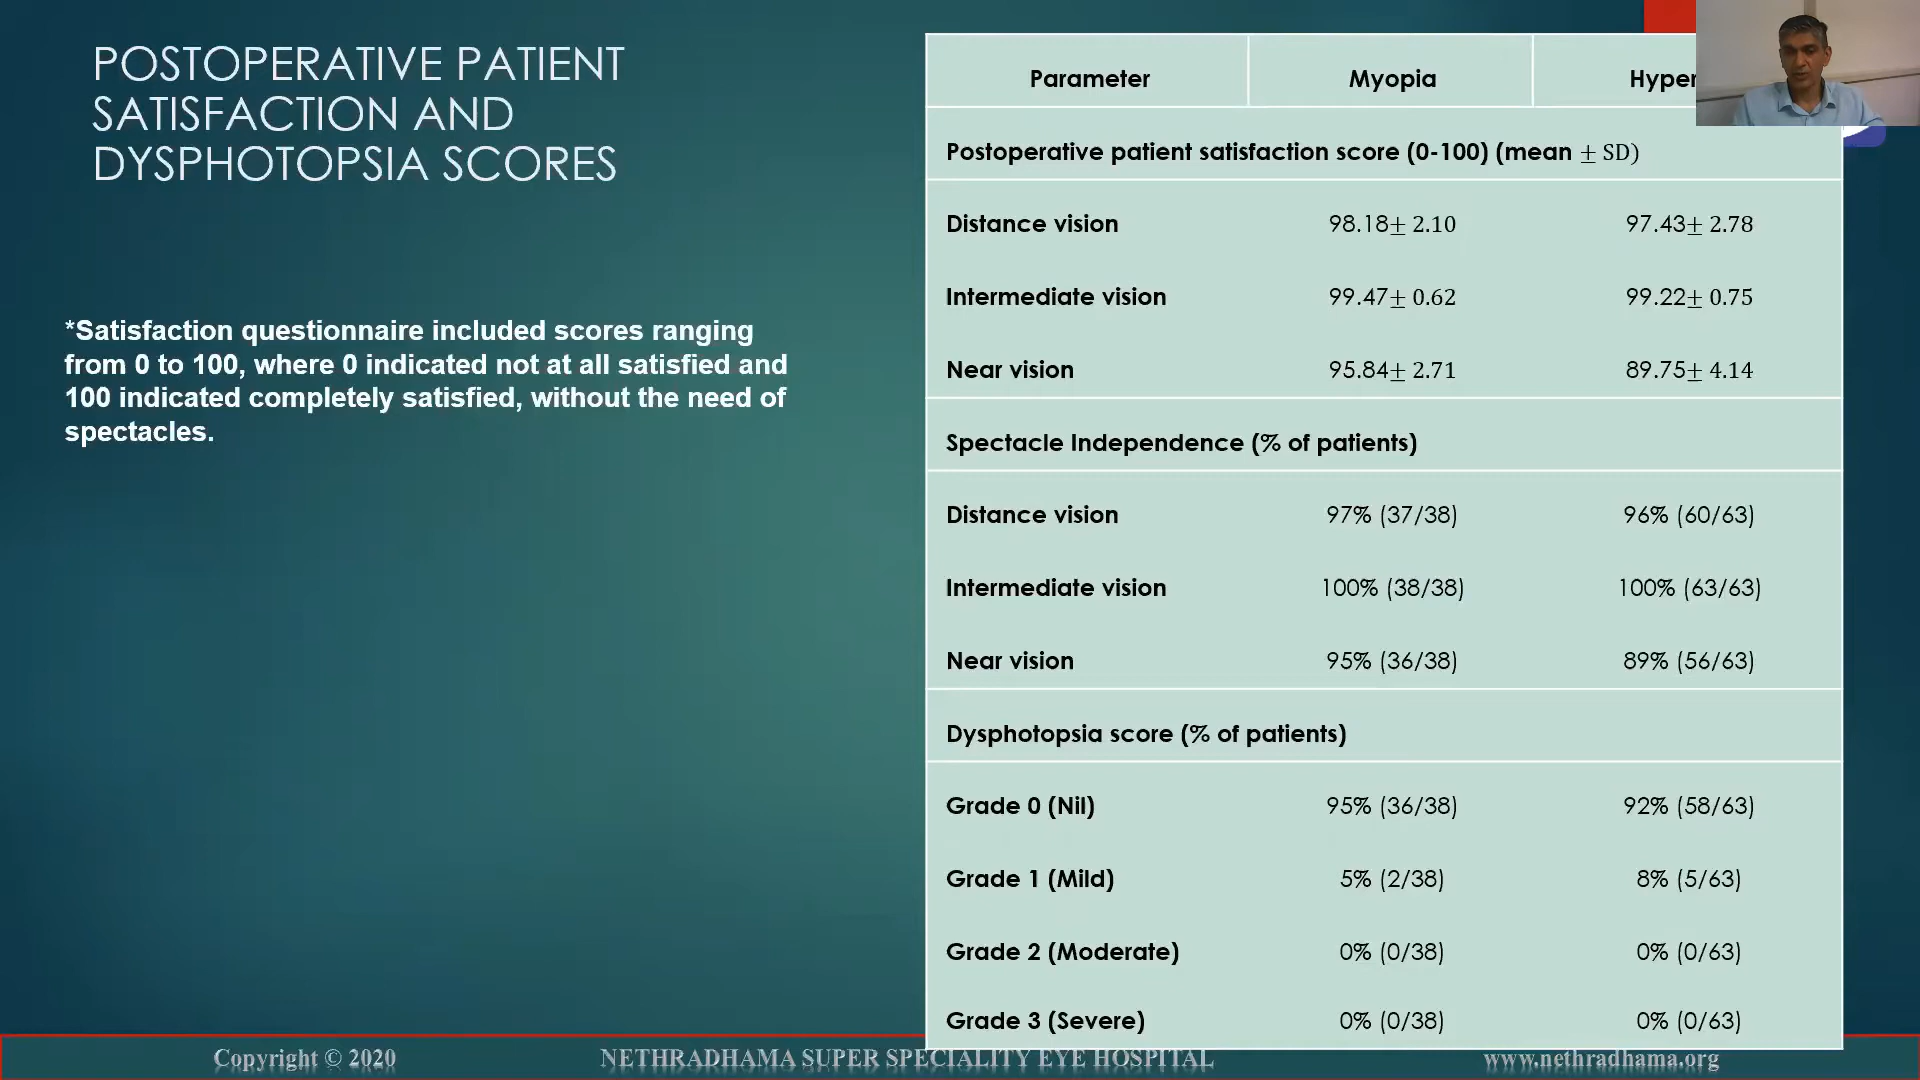 POSTOPERATIVE PATIENT
SATISFACTION AND
DYSPHOTOPSIA SCORES
*Satisfaction questionnaire included scores ranging
from 0 to 100, where 0 indicated not at all satisfied and
100 indicated completely satisfied, without the need of
spectacles.
Parameter Myopia Hyper
Postoperative patient satisfaction score (0-100) (mean ± SD)
Distance vision 98.18± 2.10 97.43± 2.78
Intermediate vision 99.47± 0.62 99.22± 0.75
Near vision 95.84± 2.71 89.75± 4.14
Spectacle Independence (% of patients)
Distance vision 97% (37/38) 96% (60/63)
Intermediate vision 100% (38/38) 100% (63/63)
Near vision 95% (36/38) 89% (56/63)
Dysphotopsia score (% of patients)
Grade 0 (Nil) 95% (36/38) 92% (58/63)
Grade 1 (Mild) 5% (2/38) 8% (5/63)
Grade 2 (Moderate) 0% (0/38) 0% (0/63)
Grade 3 (Severe) 0% (0/38) 0% (0/63)
Copyright © 2020 NETHRADHAMA SUPER SPECIALITY EYE HOSPITAL www.nethradhama.org